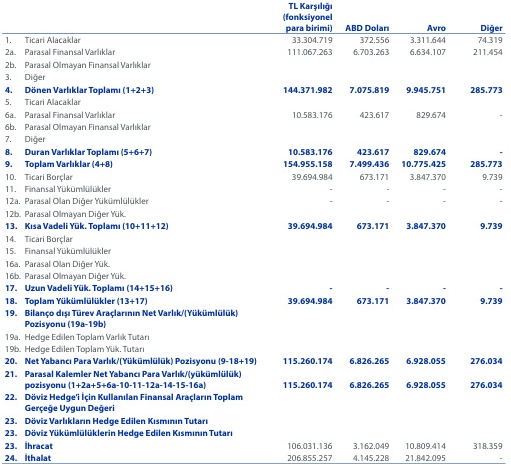 TL Karşılığı
(fonksiyonel
para birimi) ABD Doları Avro Diğer
1. Ticari Alacaklar 33.304.719 372.556 3.311.644 74.319
2a. Parasal Finansal Varlıklar 111.067.263 6.703.263 6.634.107 211.454
2b. Parasal Olmayan Finansal Varlıklar
3. Diğer
4. Dönen Varlıklar Toplamı (1+2+3) 144.371.982 7.075.819 9.945.751 285.773
5. Ticari Alacaklar
6a. Parasal Finansal Varlıklar 10.583.176 423.617 829.674 -
6b. Parasal Olmayan Finansal Varlıklar
7. Diğer
8. Duran Varlıklar Toplamı (5+6+7) 10.583.176 423.617 829.674 -
9. Toplam Varlıklar (4+8) 154.955.158 7.499.436 10.775.425 285.773
10. Ticari Borçlar 39.694.984 673.171 3.847.370 9.739
11. Finansal Yükümlülükler - - - -
12a. Parasal Olan Diğer Yükümlülükler - - - -
12b. Parasal Olmayan Diğer Yük.
13. Kısa Vadeli Yük. Toplamı (10+11+12) 39.694.984 673.171 3.847.370 9.739
14. Ticari Borçlar
15. Finansal Yükümlülükler
16a. Parasal Olan Diğer Yük.
16b. Parasal Olmayan Diğer Yük.
17. Uzun Vadeli Yük. Toplamı (14+15+16) - - - -
18. Toplam Yükümlülükler (13+17) 39.694.984 673.171 3.847.370 9.739
19. Bilanço dışı Türev Araçlarının Net Varlık/(Yükümlülük)
Pozisyonu (19a-19b)
19a. Hedge Edilen Toplam Varlık Tutarı
19b. Hedge Edilen Toplam Yük. Tutarı
20. Net Yabancı Para Varlık/(Yükümlülük) Pozisyonu (9-18+19) 115.260.174 6.826.265 6.928.055 276.034
21. Parasal Kalemler Net Yabancı Para Varlık/(yükümlülük)
pozisyonu (1+2a+5+6a-10-11-12a-14-15-16a) 115.260.174 6.826.265 6.928.055 276.034
22. Döviz Hedge'i İçin Kullanılan Finansal Araçların Toplam
Gerçeğe Uygun Değeri
23. Döviz Varlıkların Hedge Edilen Kısmının Tutarı
23. Döviz Yükümlülüklerin Hedge Edilen Kısmının Tutarı
23. İhracat 106.031.136 3.162.049 10.809.414 318.359
24. İthalat 206.855.257 4.145.228 21.842.095 -